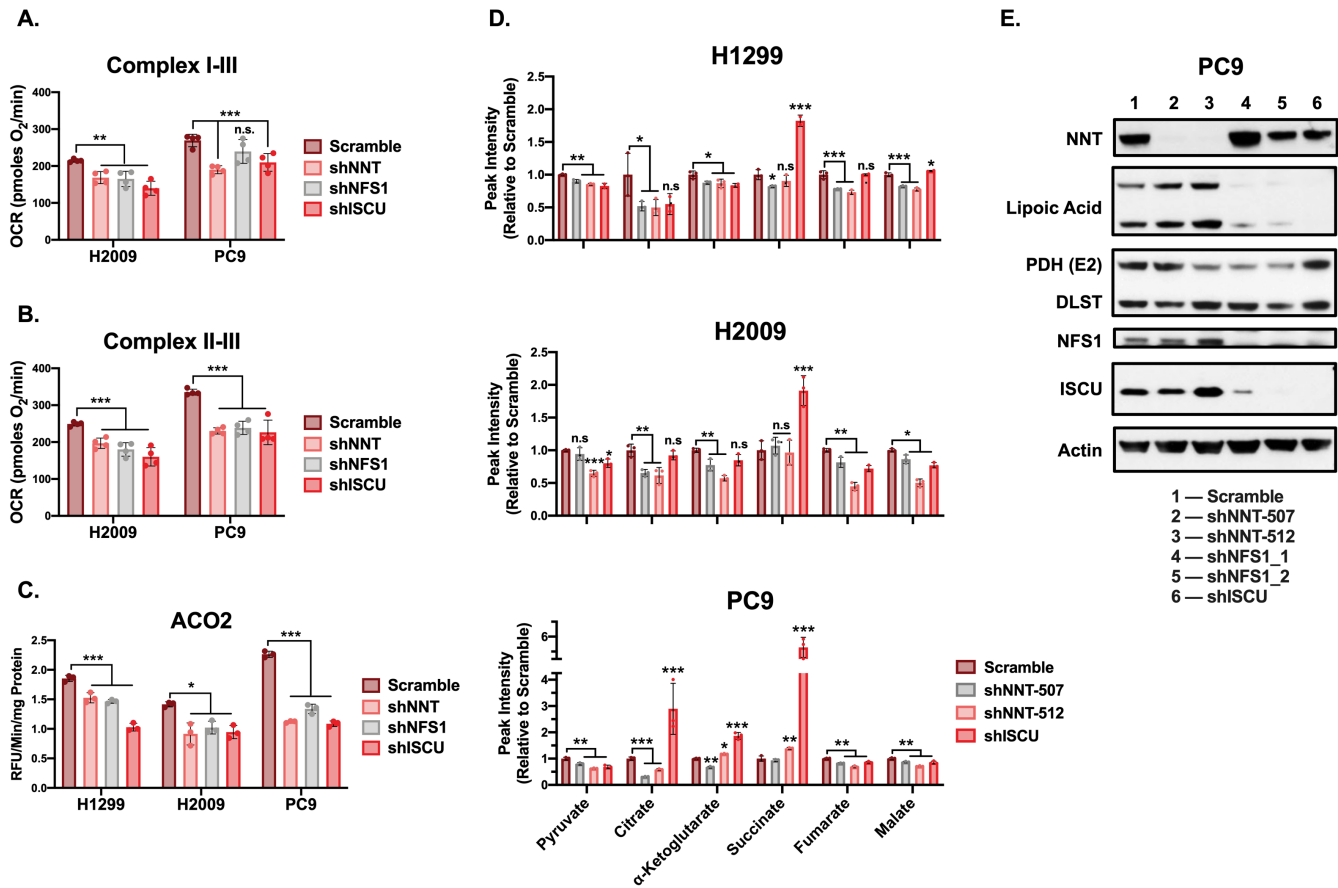 A.
Complex I-III
OCR (pmoles O2/min)
400
300
200
100
0
**
***
n.s.
H2009
PC9
Scramble
shNNT
shNFS1
shISCU
B.
Complex II-III
OCR (pmoles O2/min)
400
300
200
100
0
***
***
H2009
PC9
Scramble
shNNT
shNFS1
shISCU
C.
ACO2
RFU/Min/mg Protein
2.5
2.0
1.5
1.0
0.5
0.0
***
*
***
H1299
H2009
PC9
Scramble
shNNT
shNFS1
shISCU
D.
H1299
Peak Intensity
(Relative to Scramble)
2.5
2.0
1.5
1.0
0.5
0.0
**
*
n.s
*
*
n.s
***
***
n.s
***
*
H2009
Peak Intensity
(Relative to Scramble)
2.5
2.0
1.5
1.0
0.5
0.0
n.s
***
*
**
n.s
**
n.s
n.s
***
**
*
PC9
Peak Intensity
(Relative to Scramble)
6
4
3
2
1
0
**
***
***
**
*
***
**
***
**
**
Pyruvate
Citrate
α-Ketoglutarate
Succinate
Fumarate
Malate
Scramble
shNNT-507
shNNT-512
shISCU
E.
PC9
1 2 3 4 5 6
NNT
Lipoic Acid
PDH (E2)
DLST
NFS1
ISCU
Actin
1 — Scramble
2 — shNNT-507
3 — shNNT-512
4 — shNFS1_1
5 — shNFS1_2
6 — shISCU